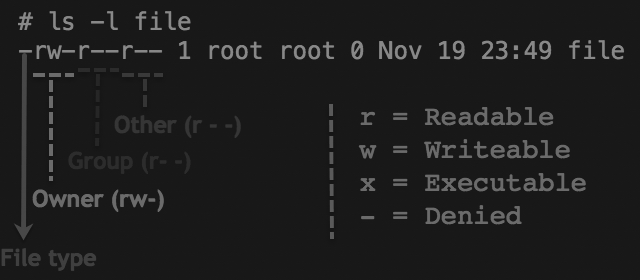 # ls -l file
-rw-r--r-- 1 root root 0 Nov 19 23:49 file
r = Readable
Other (r - -)
w = Writeable
Group (r- -)
x = Executable
Owner (rw-)
- = Denied
File type